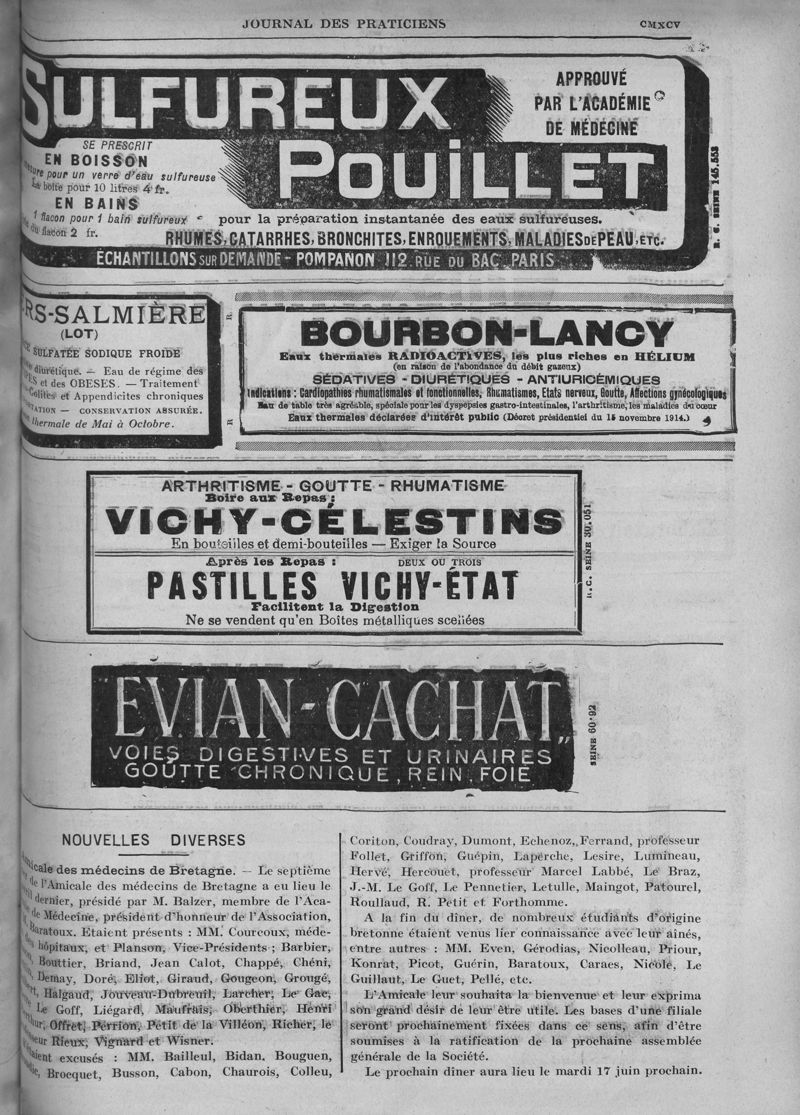 JOURNAL DES PRATICIENS
CMXCV
SULFUREUX
POUILLET
APPROUVÉ
PAR L'ACADÉMIE
DE MÉDECINE
SE PRESCRIT
EN BOISSON
pour un verre d'eau sulfureuse
boîte pour 10 litres 4 fr.
EN BAINS
1 flacon pour 1 bain sulfureux
flacon 2 fr.
pour la préparation instantanée des eaux sulfureuses.
RHUMES, CATARRHES, BRONCHITES, ENROUEMENTS, MALADIES DE PEAU, ETC.
ÉCHANTILLONS SUR DEMANDE - POMPANON 112 RUE DU BAC PARIS
R. C. SEINE 145.553
RS-SALMIÈRE
(LOT)
SULFATÉE SODIQUE FROIDE
diurétique. — Eau de régime des
et des OBESES. — Traitement
Colites et Appendicites chroniques
— CONSERVATION ASSURÉE.
thermale de Mai à Octobre.
BOURBON-LANCY
Eaux thermales RADIOACTIVES, les plus riches en HÉLIUM
(en raison de l'abondance du débit gazeux)
SÉDATIVES - DIURÉTIQUES - ANTIURICÉMIQUES
Indications : Cardiopathies rhumatismales et fonctionnelles, Rhumatismes, Etats nerveux, Goutte, Affections gynécologiques
Eau de table très agréable, spéciale pour les dyspepsies gastro-intestinales, l'arthritisme, les maladies du cœur
Eaux thermales déclarées d'intérêt public (Décret présidentiel du 15 novembre 1914.)
ARTHRITISME - GOUTTE - RHUMATISME
Boire aux Repas :
VICHY-CÉLESTINS
En bouteilles et demi-bouteilles — Exiger la Source
Après les Repas : DEUX OU TROIS
PASTILLES VICHY-ÉTAT
Facilitent la Digestion
Ne se vendent qu'en Boîtes métalliques scellées
R.C. SEINE 30.051
"EVIAN-CACHAT"
VOIES DIGESTIVES ET URINAIRES
GOUTTE CHRONIQUE, REIN, FOIE
SEINE 60-92
NOUVELLES DIVERSES
icale des médecins de Bretagne. — Le septième
de l'Amicale des médecins de Bretagne a eu lieu le
dernier, présidé par M. Balzer, membre de l'Aca-
de Médecine, président d'honneur de l'Association,
Baratoux. Etaient présents : MM. Courcoux, méde-
hôpitaux, et Planson, Vice-Présidents ; Barbier,
Bouttier, Briand, Jean Calot, Chappé, Chéni,
Demay, Doré, Eliot, Giraud, Gougeon, Grougé,
Halgaud, Jouveau-Dubreuil, Larcher, Le Gac,
Le Goff, Liégard, Maufrais, Oberthier, Henri
Offret, Perrion, Petit de la Villéon, Richer, le
Rieux, Vignard et Wisner.
aient excusés : MM. Bailleul, Bidan, Bouguen,
Brocquet, Busson, Cabon, Chaurois, Colleu,
Coriton, Coudray, Dumont, Echenoz, Ferrand, professeur
Follet, Griffon, Guépin, Laperche, Lesire, Lumineau,
Hervé, Hercouet, professeur Marcel Labbé, Le Braz,
J.-M. Le Goff, Le Pennetier, Letulle, Maingot, Patourel,
Roullaud, R. Petit et Forthomme.
A la fin du dîner, de nombreux étudiants d'origine
bretonne étaient venus lier connaissance avec leur aînés,
entre autres : MM. Even, Gérodias, Nicolleau, Priour,
Konrat, Picot, Guérin, Baratoux, Caraes, Nicole, Le
Guillaut, Le Guet, Pellé, etc.
L'Amicale leur souhaita la bienvenue et leur exprima
son grand désir de leur être utile. Les bases d'une filiale
seront prochainement fixées dans ce sens, afin d'être
soumises à la ratification de la prochaine assemblée
générale de la Société.
Le prochain dîner aura lieu le mardi 17 juin prochain.